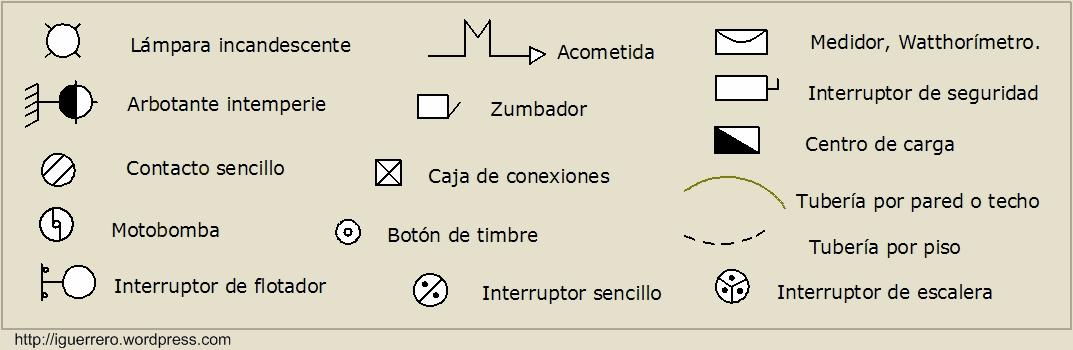 Lámpara incandescente
Arbotante intemperie
Contacto sencillo
Motobomba
Interruptor de flotador
Acometida
Zumbador
Caja de conexiones
Botón de timbre
Interruptor sencillo
Medidor, Watthorímetro.
Interruptor de seguridad
Centro de carga
Tubería por pared o techo
Tubería por piso
Interruptor de escalera
http://iguerrero.wordpress.com